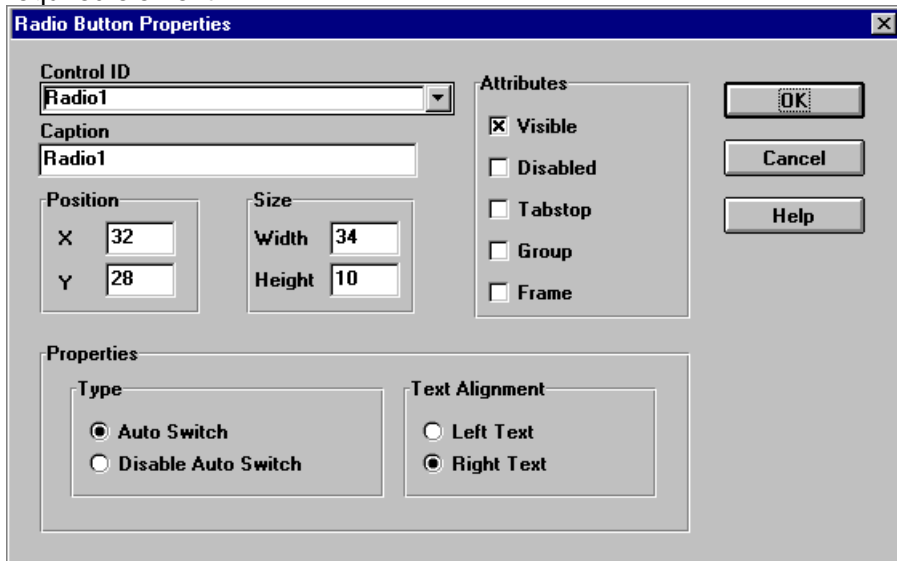 Radio Button Properties
Control ID
Radio1
Caption
Radio1
Position
X 32
Y 28
Size
Width 34
Height 10
Attributes
Visible
Disabled
Tabstop
Group
Frame
OK
Cancel
Help
Properties
Type
Auto Switch
Disable Auto Switch
Text Alignment
Left Text
Right Text